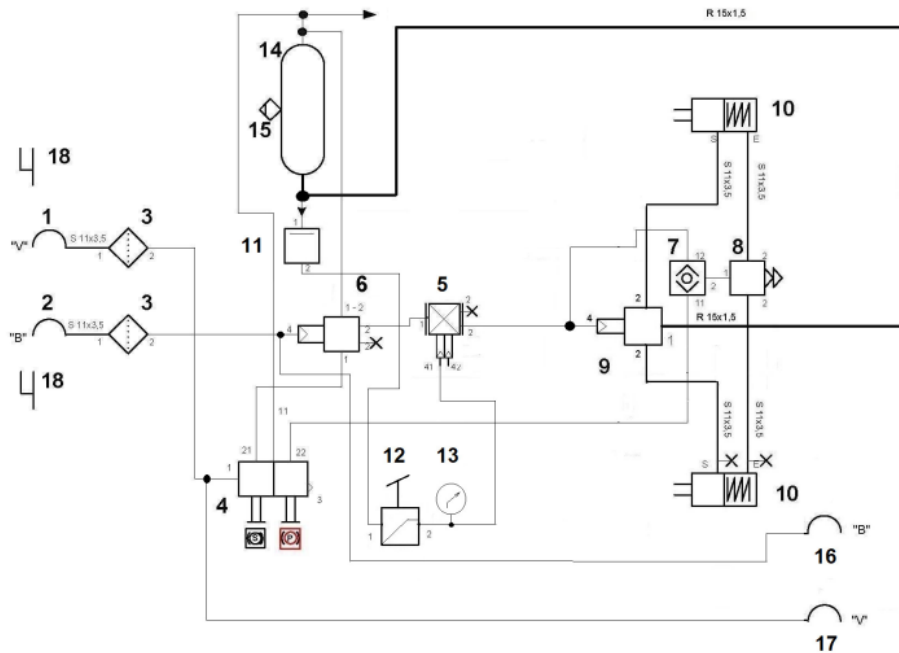 R 15x1,5
14
15
10
S E
S 11x3,5 S 11x3,5
18
1 3
"V" S 11x3,5 1 2
11 1 2
7 8
12 1 2
11 2
6 5
1 - 2
2 3
"B" S 11x3,5 1 2
4 2 1
1 2 2
4 2 1
R 15x1,5
2
9
41 42
18
11
21 22
1 3
4
S P
12 13
1 2
S 11x3,5 S 11x3,5
S E
10
"B"
16
"V"
17